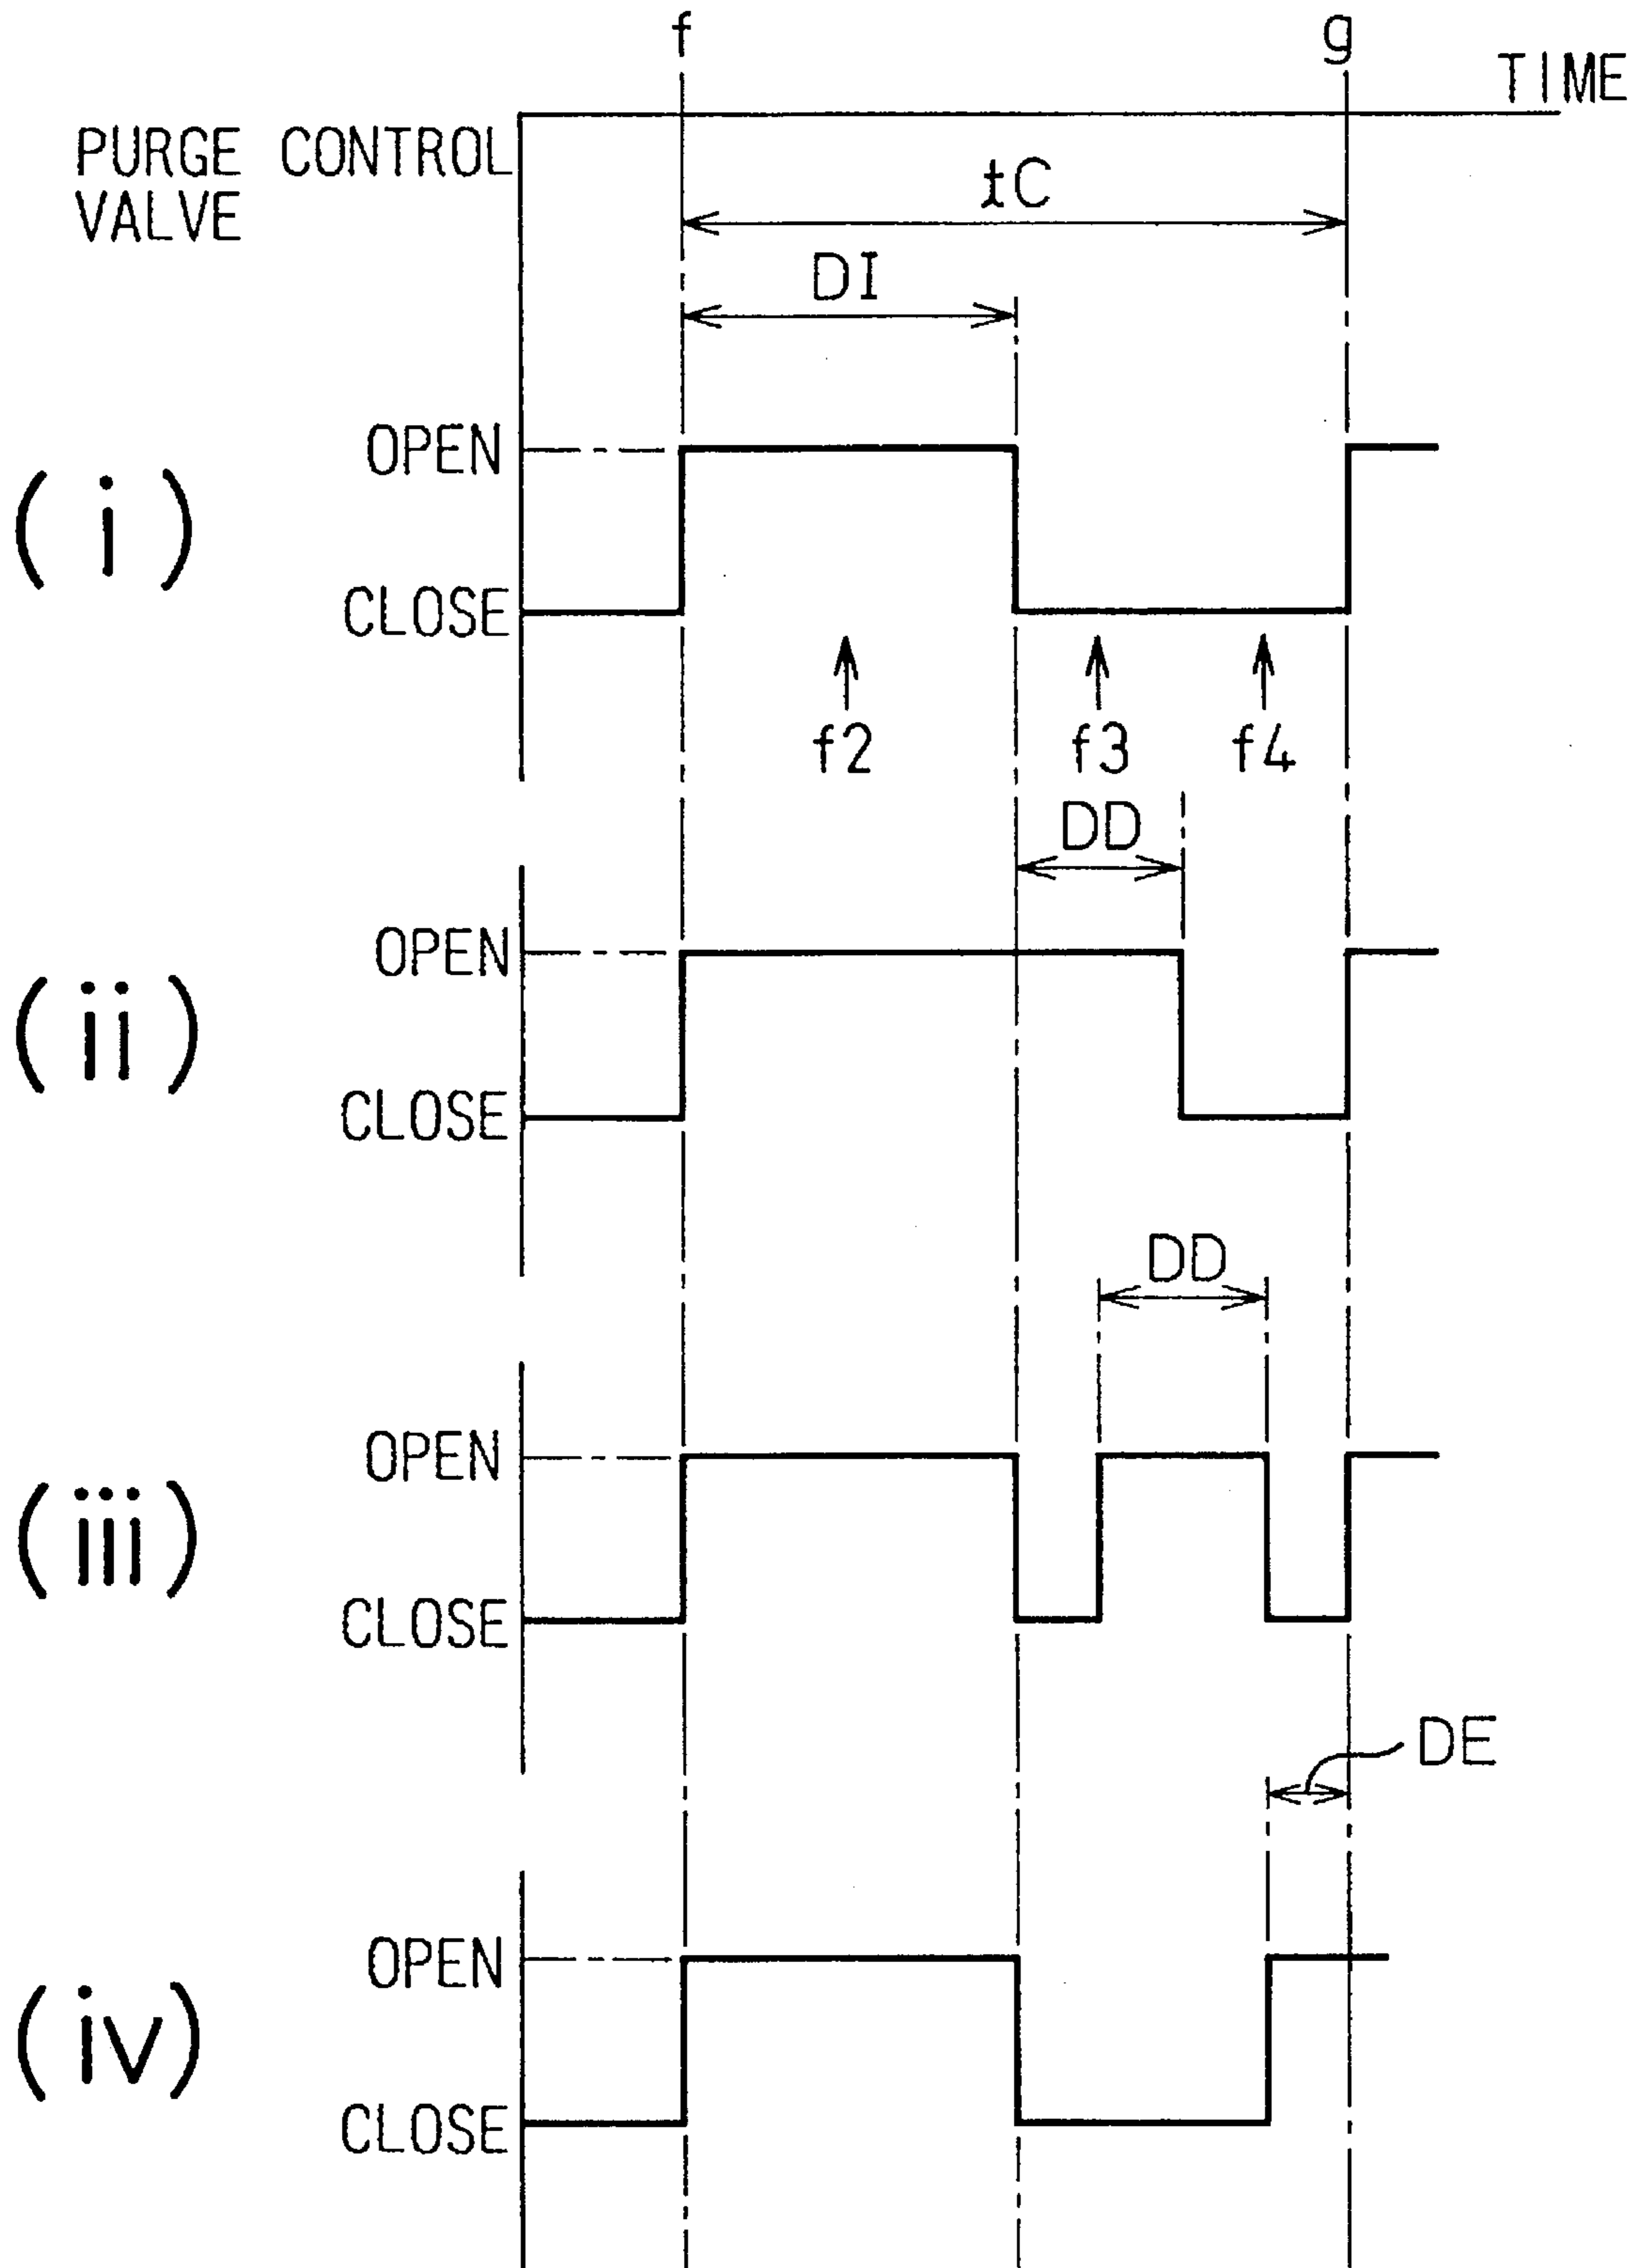 f
g
TIME
PURGE CONTROL
VALVE
tC
DI
(i)
OPEN
CLOSE
f2
f3
f4
DD
(ii)
OPEN
CLOSE
DD
(iii)
OPEN
CLOSE
DE
(iv)
OPEN
CLOSE